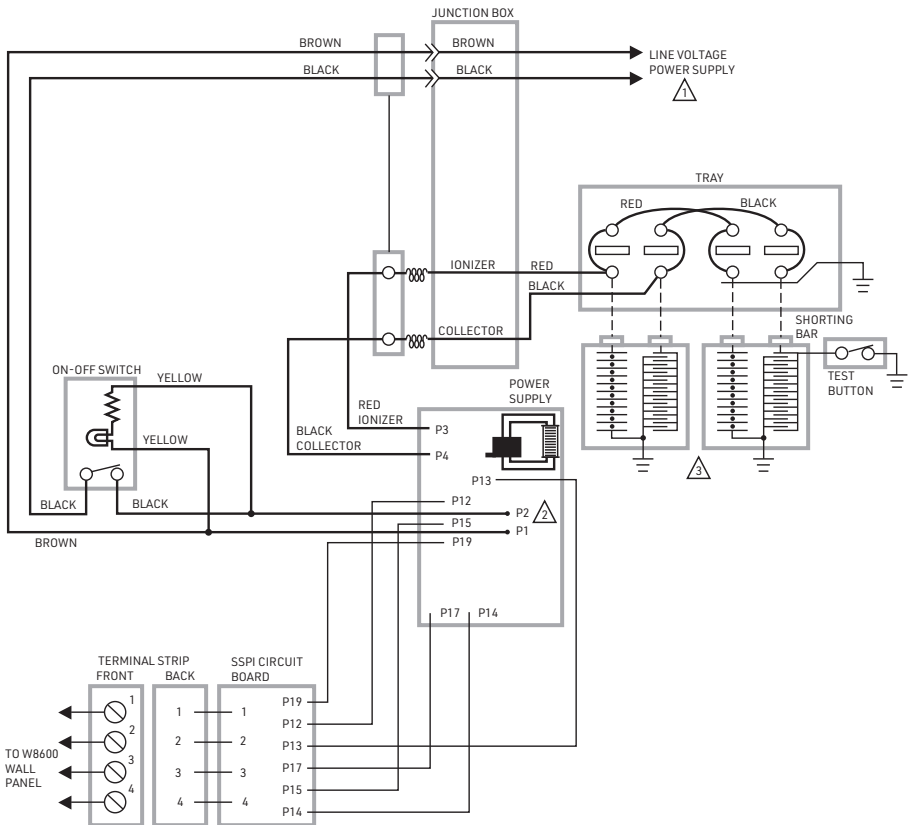 JUNCTION BOX
BROWN
BROWN
BLACK
BLACK
LINE VOLTAGE
POWER SUPPLY
1
TRAY
RED
BLACK
IONIZER
RED
BLACK
COLLECTOR
SHORTING
BAR
TEST
BUTTON
ON-OFF SWITCH
YELLOW
YELLOW
BLACK
BLACK
BROWN
RED
IONIZER
BLACK
COLLECTOR
POWER
SUPPLY
P3
P4
P13
P12
P2
2
P15
P1
P19
P17
P14
3
TERMINAL STRIP
FRONT
BACK
SSPI CIRCUIT
BOARD
1
1
1
P19
P12
2
2
2
P13
TO W8600
WALL
PANEL
3
3
3
P17
P15
4
4
4
P14